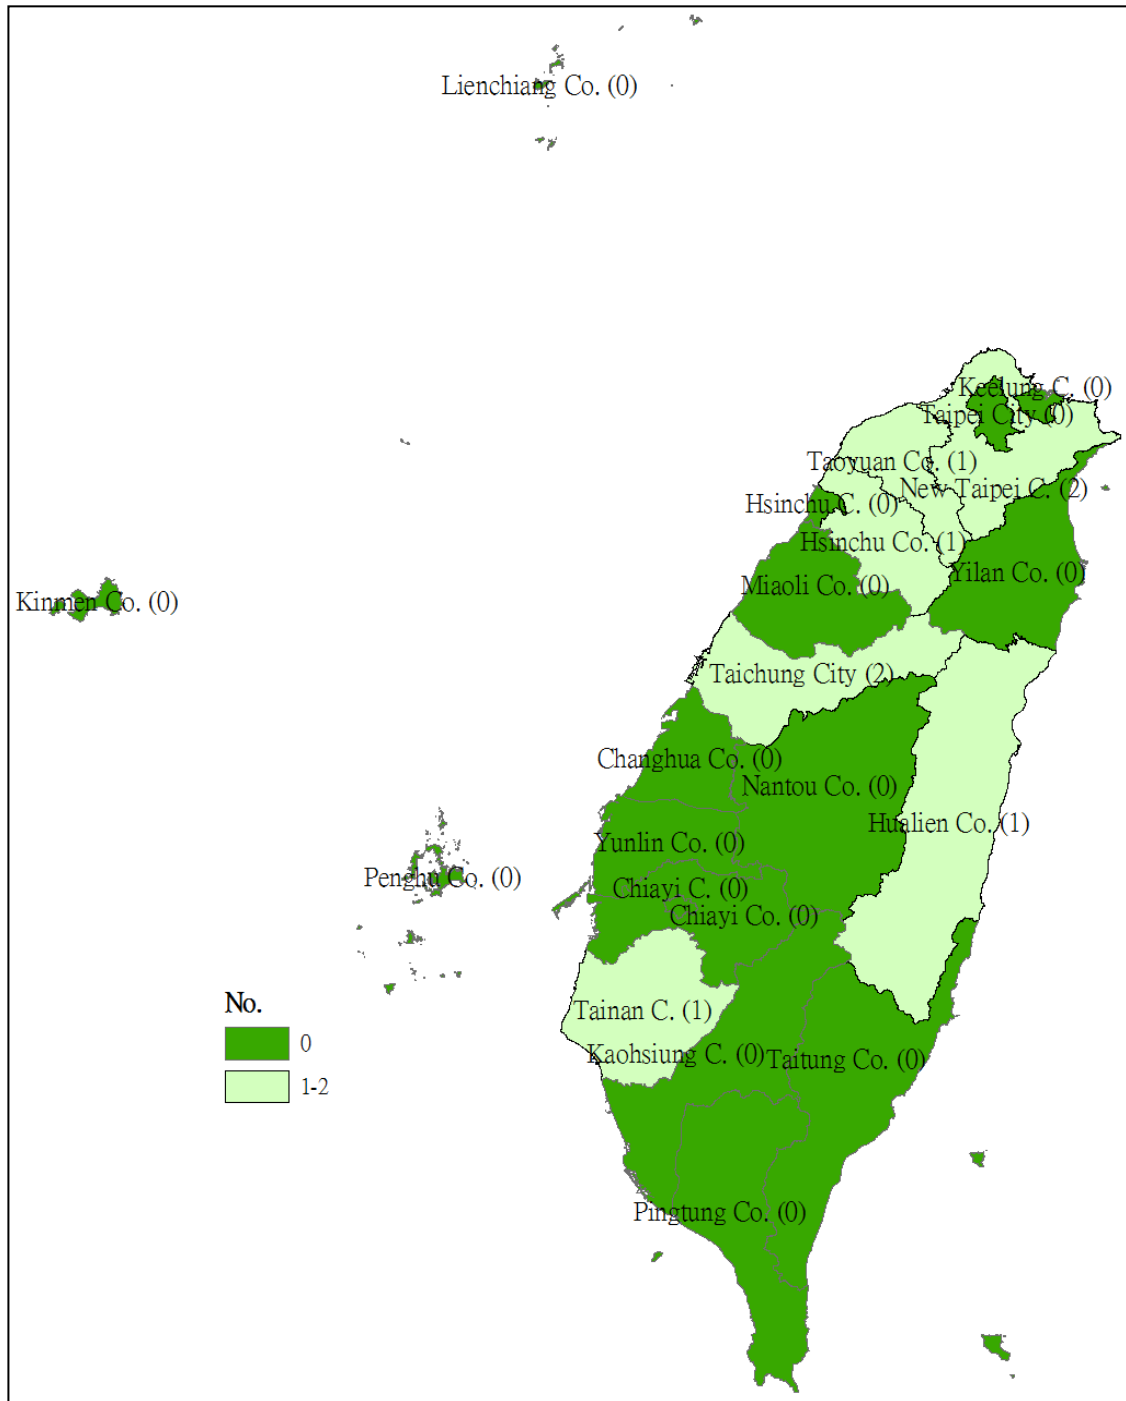 Lienchiang Co. (0)
Keelung C. (0)
Taipei City (0)
Taoyuan Co. (1)
New Taipei C. (2)
Hsinchu C. (0)
Hsinchu Co. (1)
Yilan Co. (0)
Miaoli Co. (0)
Kinmen Co. (0)
Taichung City (2)
Changhua Co. (0)
Nantou Co. (0)
Hualien Co. (1)
Yunlin Co. (0)
Penghu Co. (0)
Chiayi C. (0)
Chiayi Co. (0)
No.
0
1-2
Tainan C. (1)
Kaohsiung C. (0)
Taitung Co. (0)
Pingtung Co. (0)